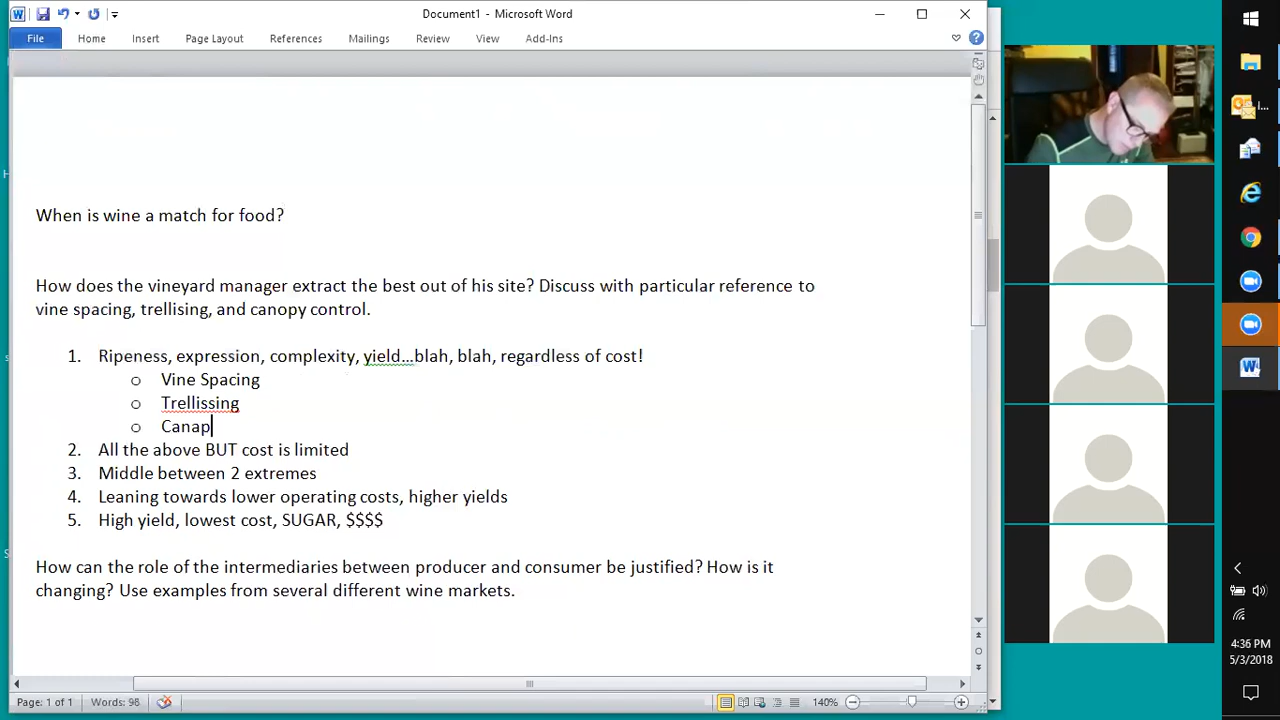 Document1 - Microsoft Word
File Home Insert Page Layout References Mailings Review View Add-Ins
When is wine a match for food?
How does the vineyard manager extract the best out of his site? Discuss with particular reference to
vine spacing, trellising, and canopy control.
1. Ripeness, expression, complexity, yield...blah, blah, regardless of cost!
o Vine Spacing
o Trellissing
o Canap
2. All the above BUT cost is limited
3. Middle between 2 extremes
4. Leaning towards lower operating costs, higher yields
5. High yield, lowest cost, SUGAR, $$$$
How can the role of the intermediaries between producer and consumer be justified? How is it
changing? Use examples from several different wine markets.
Page: 1 of 1 Words: 98 140%
4:36 PM
5/3/2018